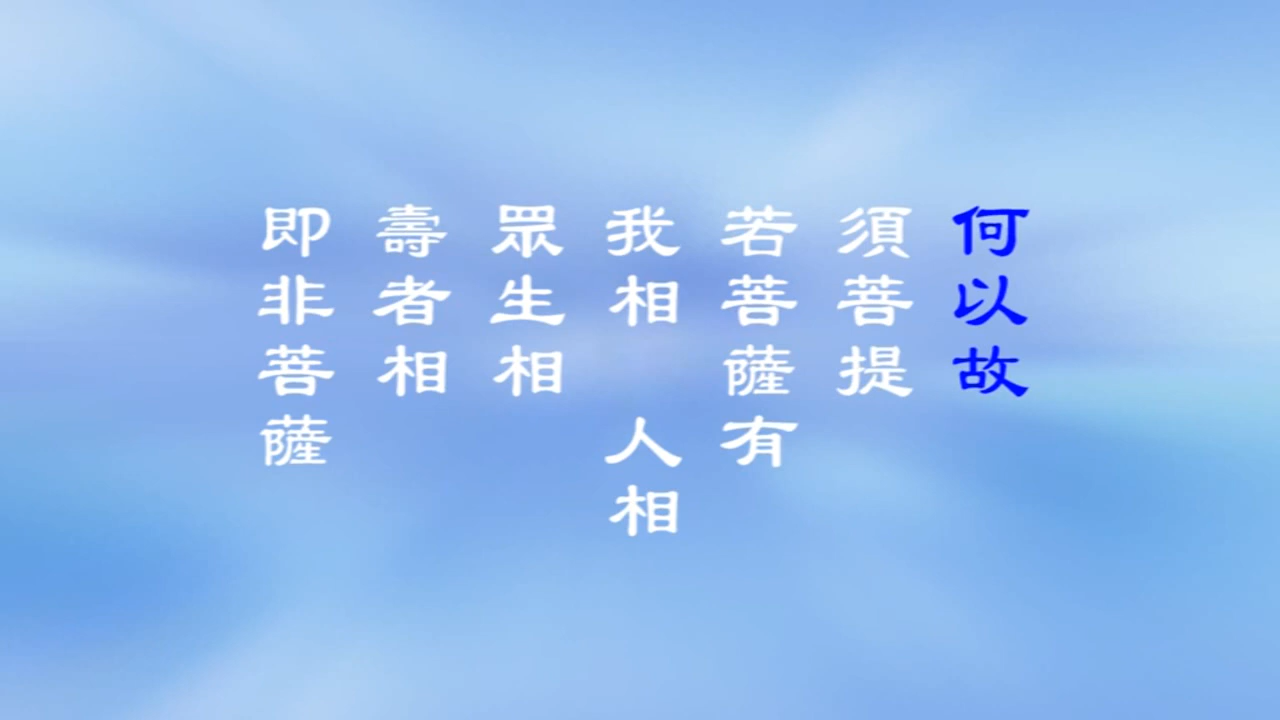 何以故
須菩提
若菩薩有
我相 人相
眾生相
壽者相
即非菩薩